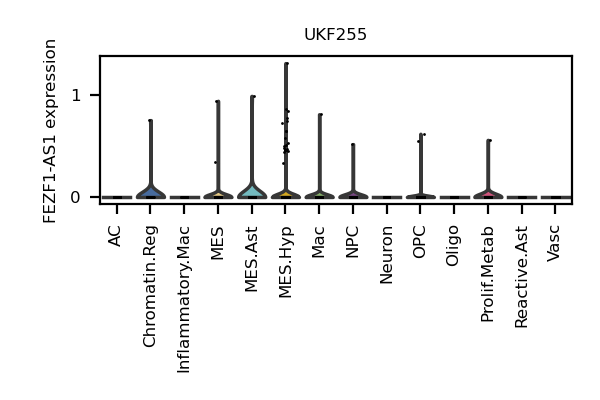 UKF255
FEZF1-AS1 expression
1
0
AC
Chromatin.Reg
Inflammatory.Mac
MES
MES.Ast
MES.Hyp
Mac
NPC
Neuron
OPC
Oligo
Prolif.Metab
Reactive.Ast
Vasc